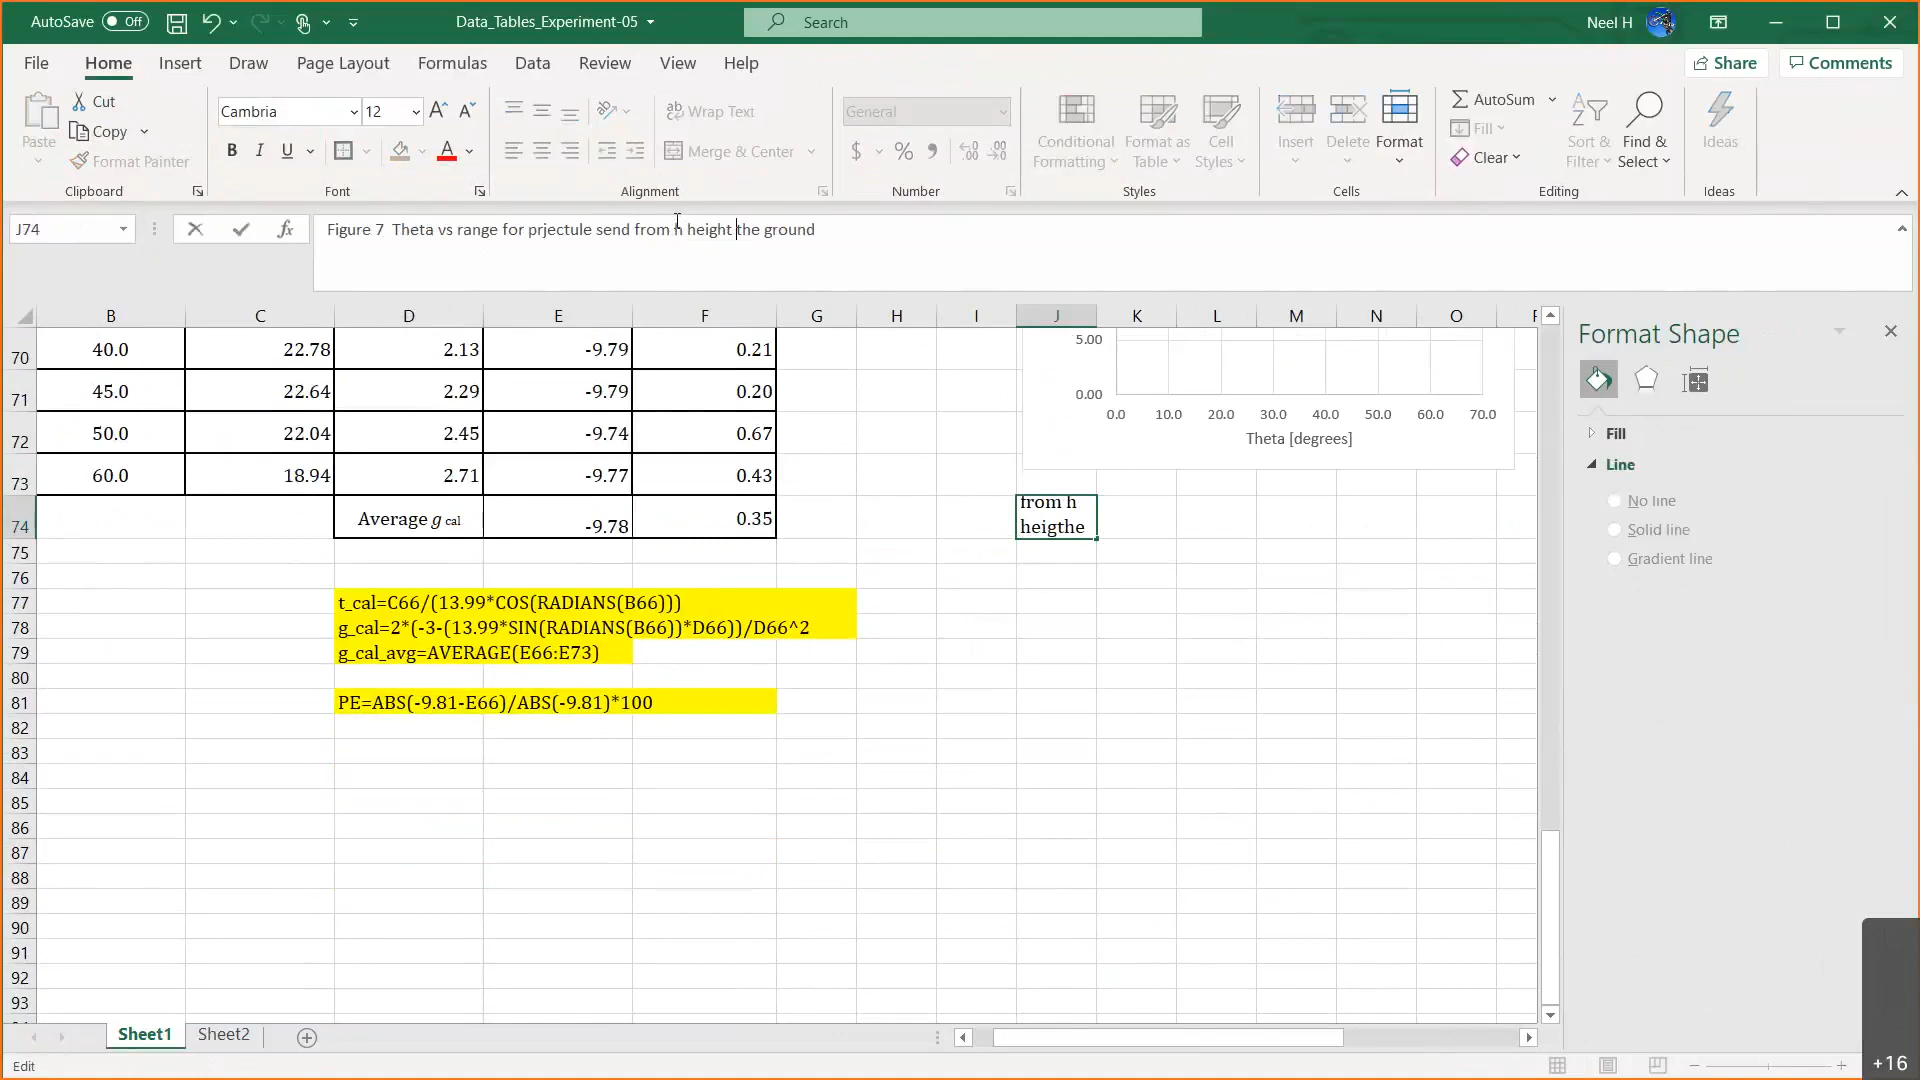 AutoSave Off
Data_Tables_Experiment-05
Search
Neel H
File Home Insert Draw Page Layout Formulas Data Review View Help
Share Comments
Paste
Cut
Copy
Format Painter
Clipboard
Cambria 12
B I U
Font
Wrap Text
Merge & Center
Alignment
General
$ %
Number
Conditional Formatting
Format as Table
Cell Styles
Styles
Insert Delete Format
Cells
AutoSum
Fill
Clear
Sort & Filter
Find & Select
Editing
Ideas
Ideas
J74
fx
Figure 7 Theta vs range for prjectule send from h height the ground
B C D E F G H I J K L M N O
70 40.0 22.78 2.13 -9.79 0.21
71 45.0 22.64 2.29 -9.79 0.20
72 50.0 22.04 2.45 -9.74 0.67
73 60.0 18.94 2.71 -9.77 0.43
74 Average g cal -9.78 0.35
5.00
0.00
0.0 10.0 20.0 30.0 40.0 50.0 60.0 70.0
Theta [degrees]
from h
heigthe
75
76
77 t_cal=C66/(13.99*COS(RADIANS(B66)))
78 g_cal=2*(-3-(13.99*SIN(RADIANS(B66))*D66))/D66^2
79 g_cal_avg=AVERAGE(E66:E73)
80
81 PE=ABS(-9.81-E66)/ABS(-9.81)*100
82
83
84
85
86
87
88
89
90
91
92
93
Format Shape
Fill
Line
No line
Solid line
Gradient line
Sheet1 Sheet2
Edit
+16